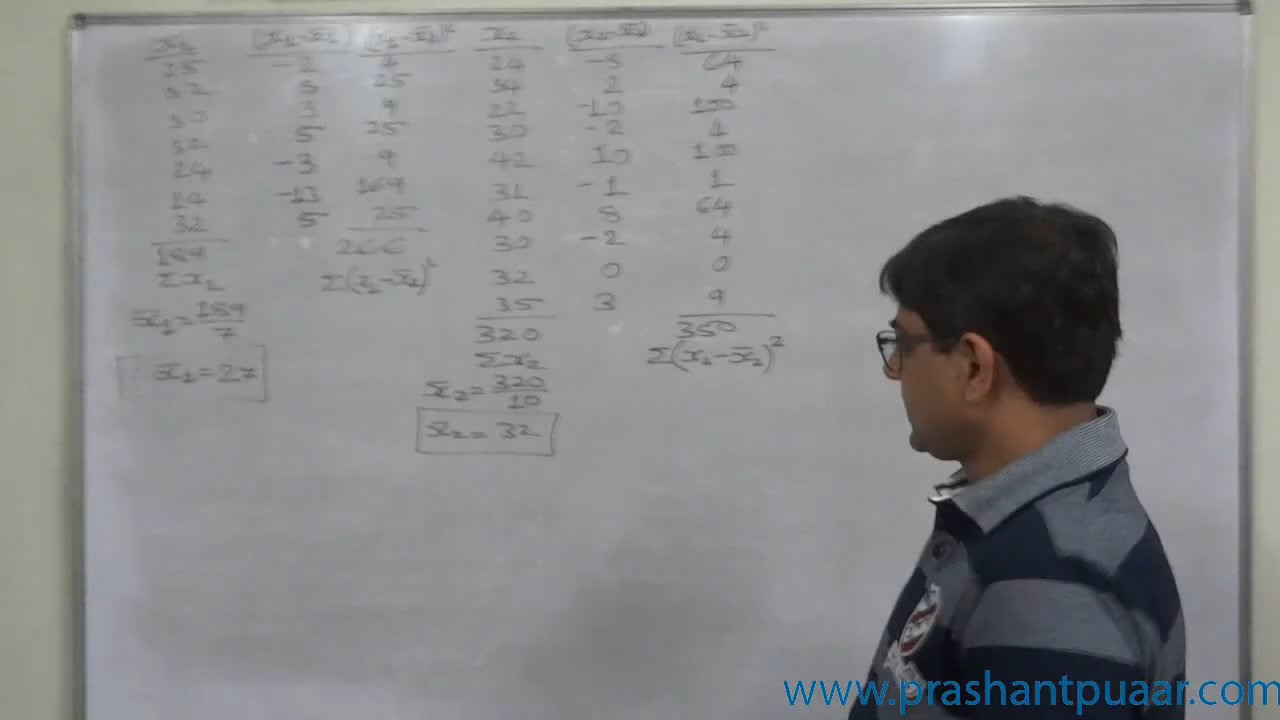 x₁ (x₁-x̄₁) (x₁-x̄₁)² x₂ (x₂-x̄₂) (x₂-x̄₂)²
25 -2 4 24 -8 64
32 5 25 34 2 4
30 3 9 22 -10 100
32 5 25 30 -2 4
24 -3 9 42 10 100
14 -13 169 31 -1 1
32 5 25 40 8 64
189 266 30 -2 4
Σx₁ Σ(x₁-x̄₁)² 32 0 0
x̄₁=189/7 35 3 9
320 350
x̄₁=27 Σx₂ Σ(x₂-x̄₂)²
x̄₂=320/10
x̄₂=32
www.prashantpuaar.com